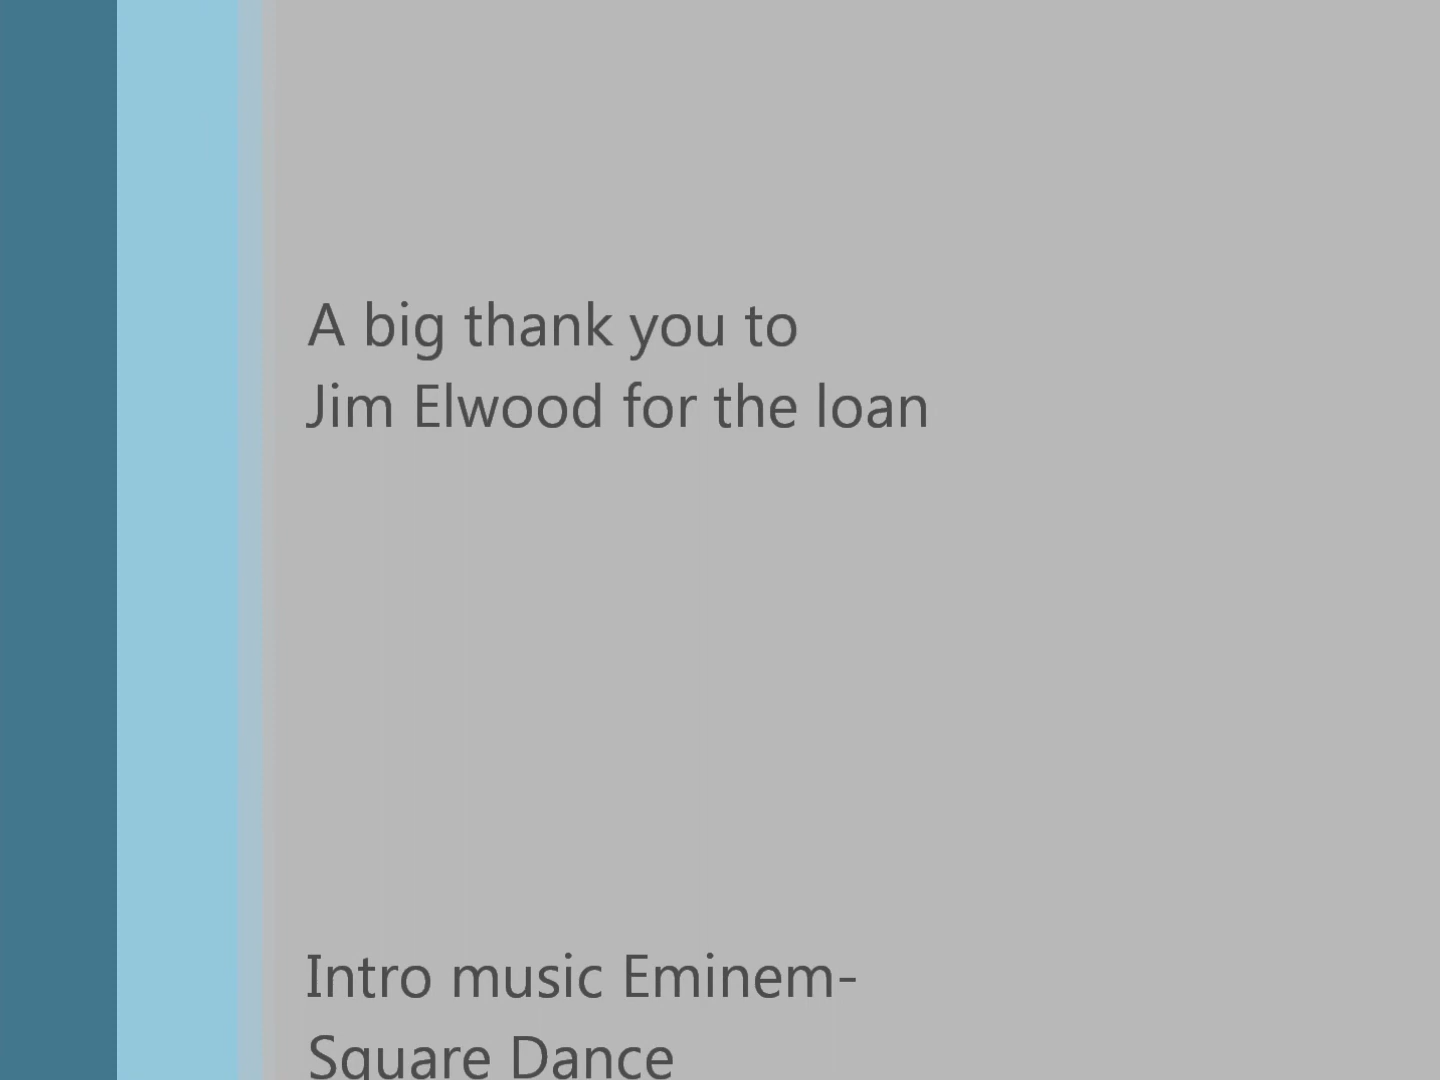 A big thank you to
Jim Elwood for the loan
Intro music Eminem-
Square Dance